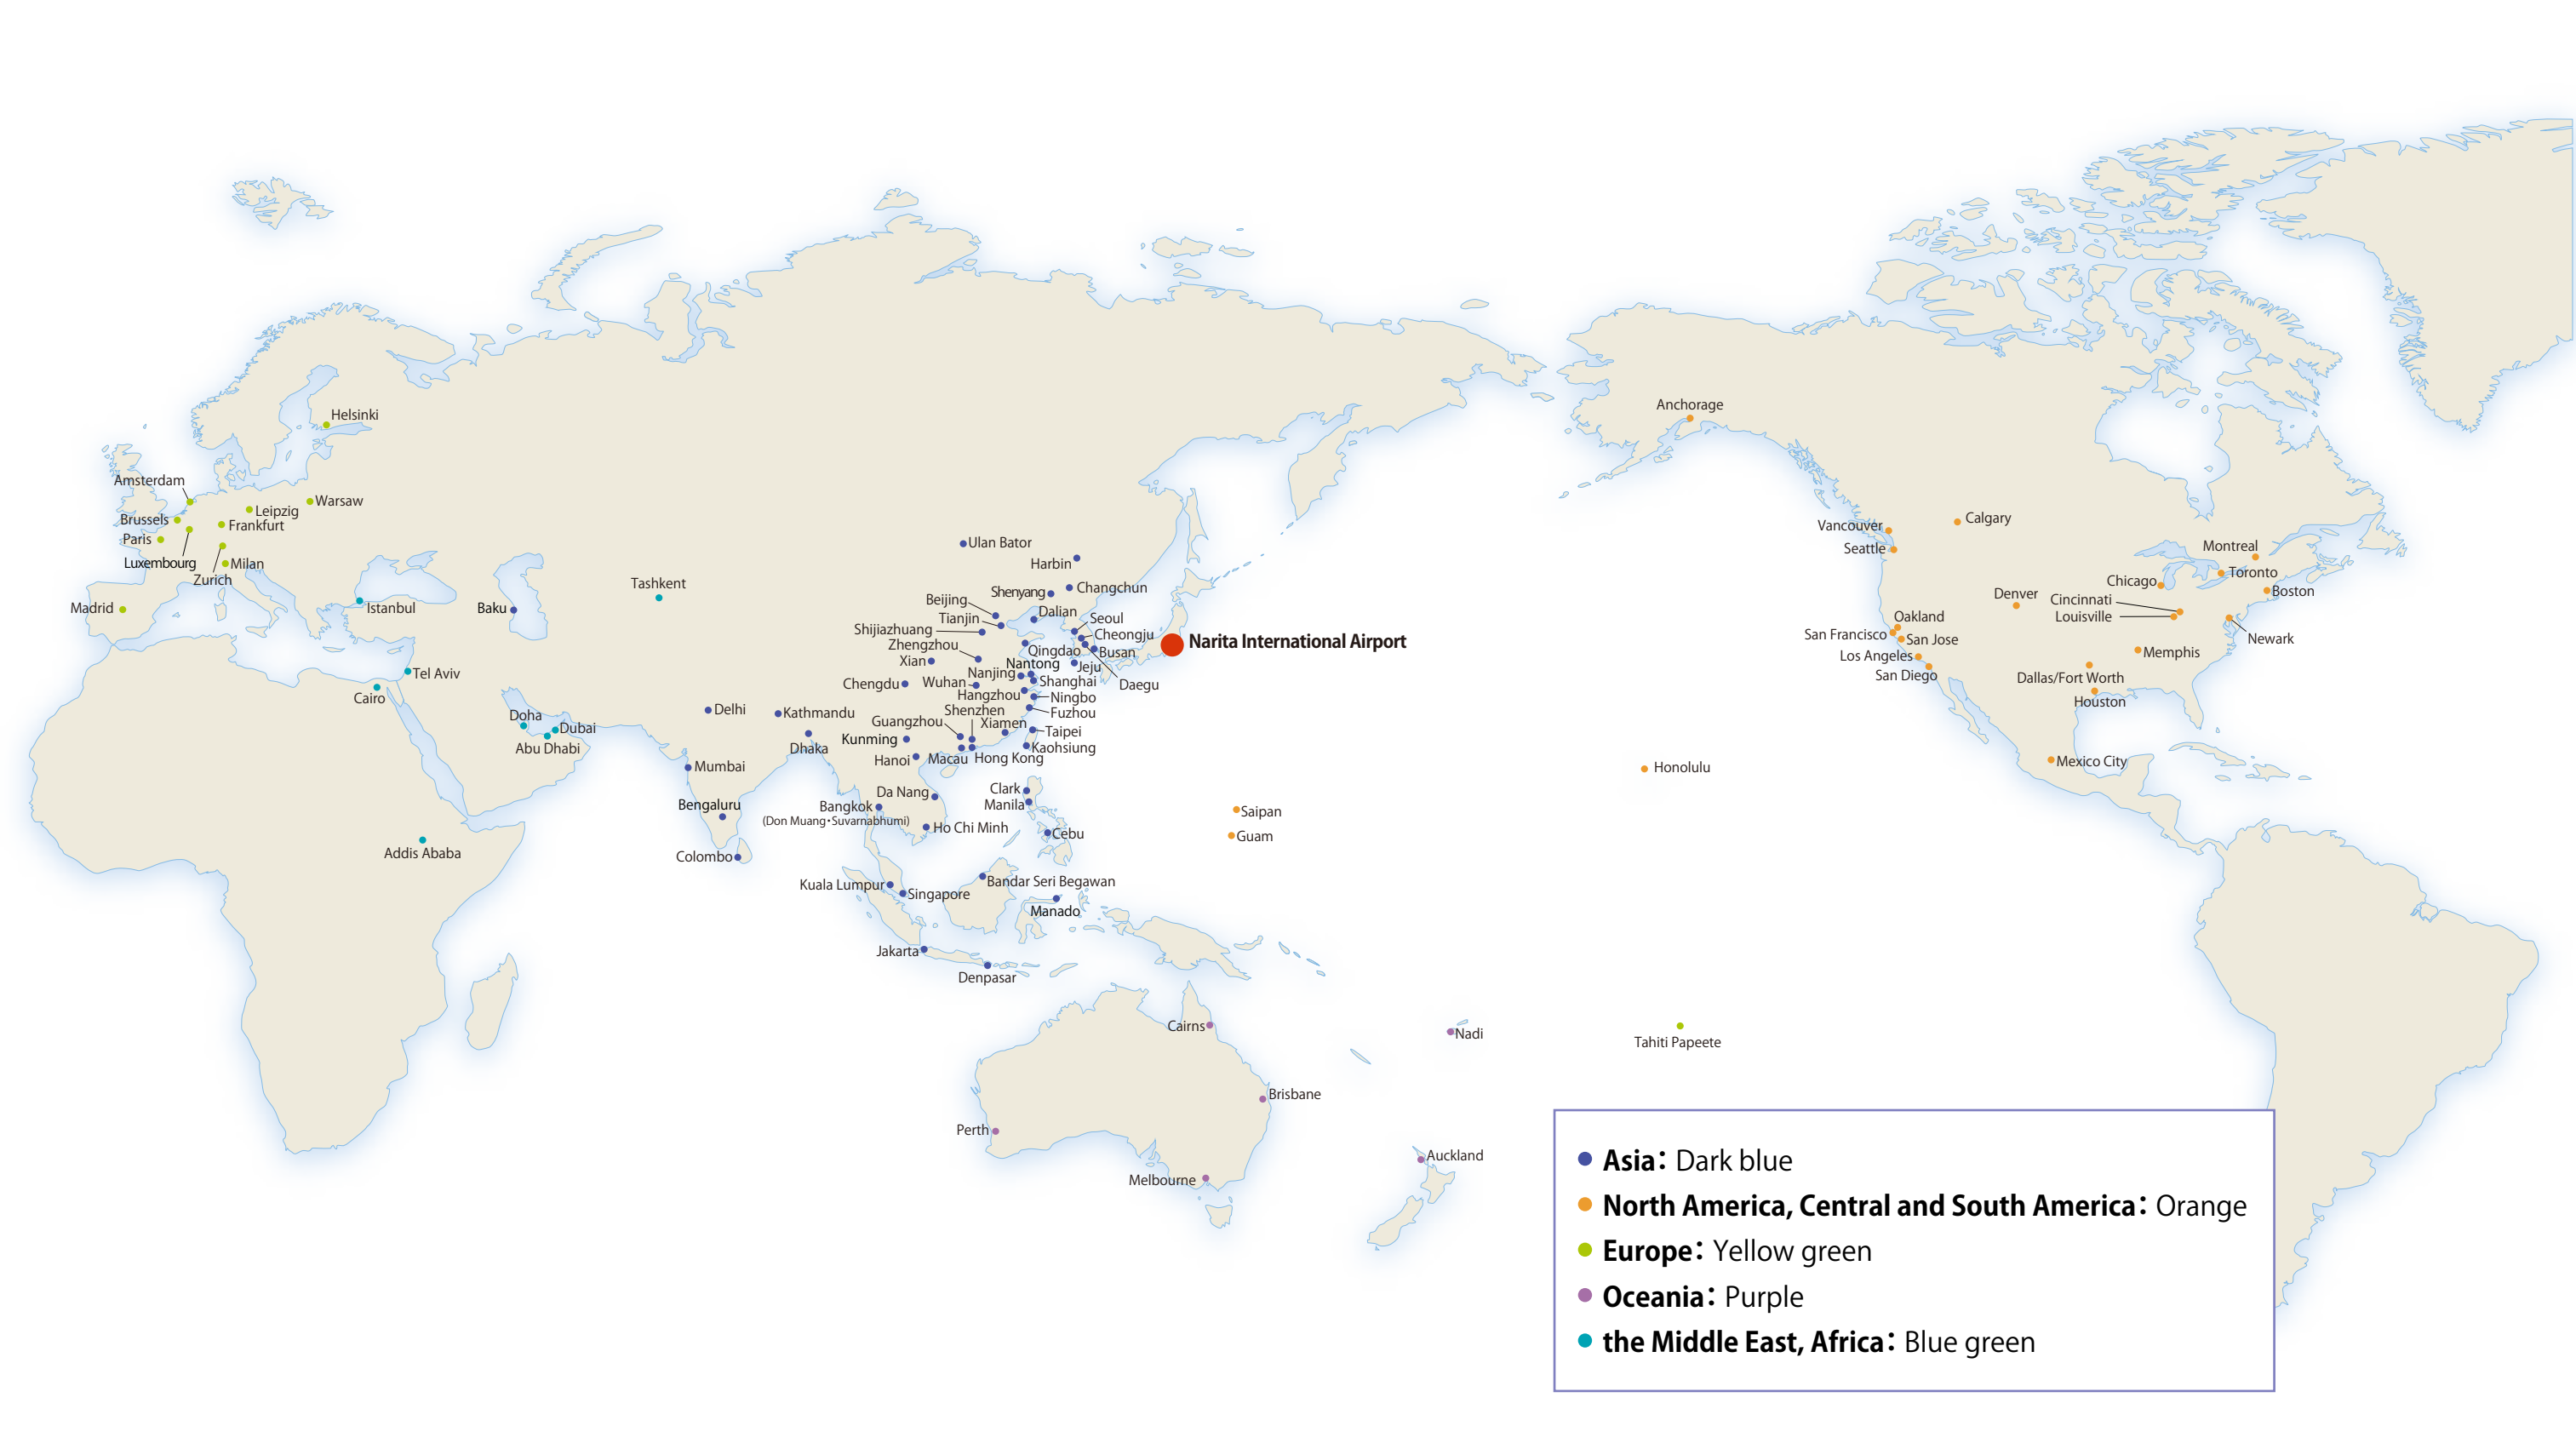 Helsinki
Amsterdam
Warsaw
Leipzig
Brussels
Frankfurt
Paris
Luxembourg
Milan
Zurich
Madrid
Istanbul
Baku
Tashkent
Tel Aviv
Cairo
Doha
Dubai
Abu Dhabi
Addis Ababa
Ulan Bator
Harbin
Shenyang
Changchun
Beijing
Tianjin
Dalian
Seoul
Shijiazhuang
Cheongju
Zhengzhou
Qingdao
Busan
Xian
Nantong
Jeju
Nanjing
Chengdu
Wuhan
Shanghai
Daegu
Hangzhou
Ningbo
Shenzhen
Fuzhou
Delhi
Kathmandu
Guangzhou
Xiamen
Taipei
Kunming
Dhaka
Kaohsiung
Hanoi
Macau
Hong Kong
Mumbai
Da Nang
Clark
Bengaluru
Bangkok
Manila
(Don Muang・Suvarnabhumi)
Ho Chi Minh
Cebu
Colombo
Kuala Lumpur
Singapore
Bandar Seri Begawan
Manado
Jakarta
Denpasar
Narita International Airport
Saipan
Guam
Cairns
Nadi
Brisbane
Perth
Auckland
Melbourne
Tahiti Papeete
Honolulu
Anchorage
Vancouver
Calgary
Seattle
Montreal
Toronto
Chicago
Boston
Denver
Cincinnati
Louisville
Oakland
San Francisco
San Jose
Newark
Los Angeles
Memphis
San Diego
Dallas/Fort Worth
Houston
Mexico City
Asia: Dark blue
North America, Central and South America: Orange
Europe: Yellow green
Oceania: Purple
the Middle East, Africa: Blue green